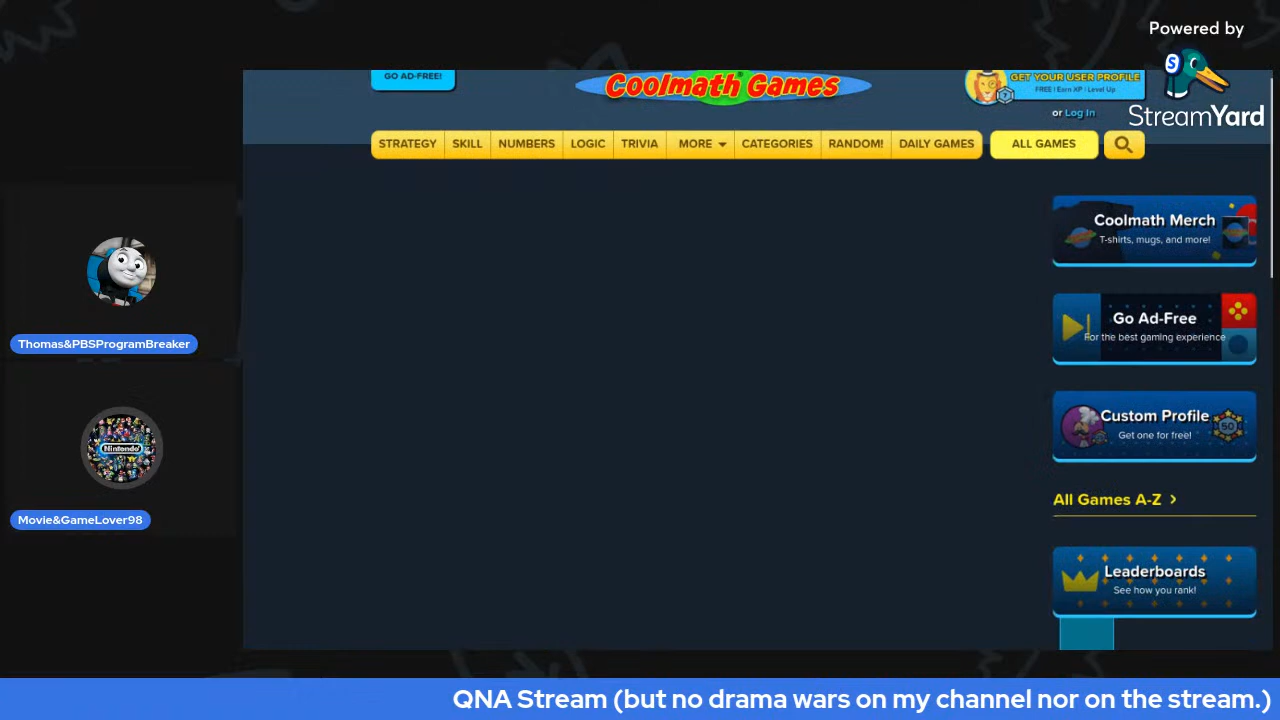 Powered by
StreamYard
GO AD-FREE!
Coolmath Games
GET YOUR USER PROFILE
FREE! Earn XP! Level Up
or Log In
STRATEGY SKILL NUMBERS LOGIC TRIVIA MORE CATEGORIES RANDOM! DAILY GAMES ALL GAMES
Coolmath Merch
T-shirts, mugs, and more!
Go Ad-Free
For the best gaming experience
Custom Profile
50
Get one for free!
All Games A-Z >
Leaderboards
See how you rank!
Thomas&PBSProgramBreaker
Nintendo
Movie&GameLover98
QNA Stream (but no drama wars on my channel nor on the stream.)